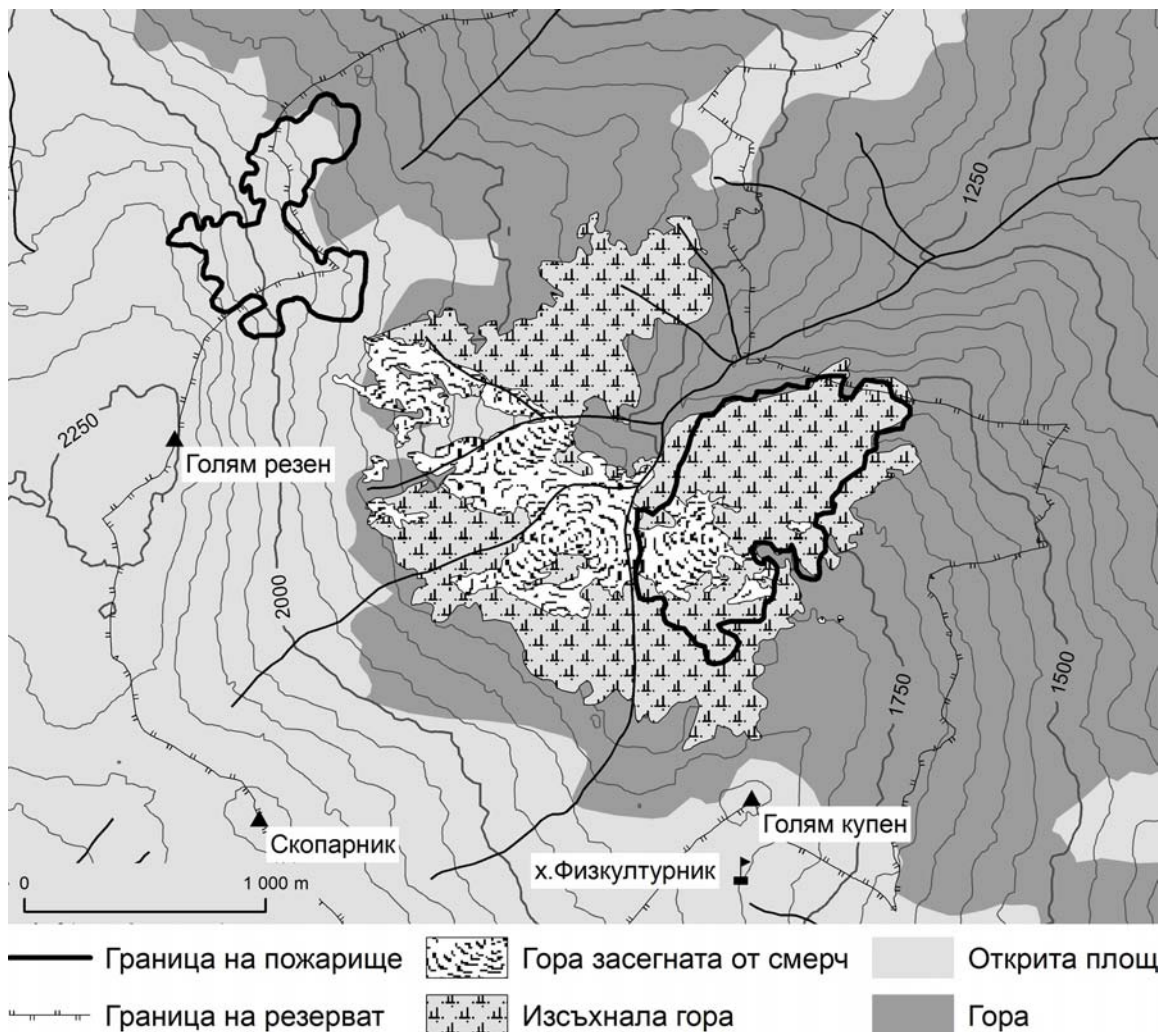 1250
2250
Голям резен
2000
1750
1500
Голям купен
Скопарник
х.Физкултурник
0 1 000 m
Граница на пожарище
Гора засегната от смерч
Открита площ
Граница на резерват
Изсъхнала гора
Гора